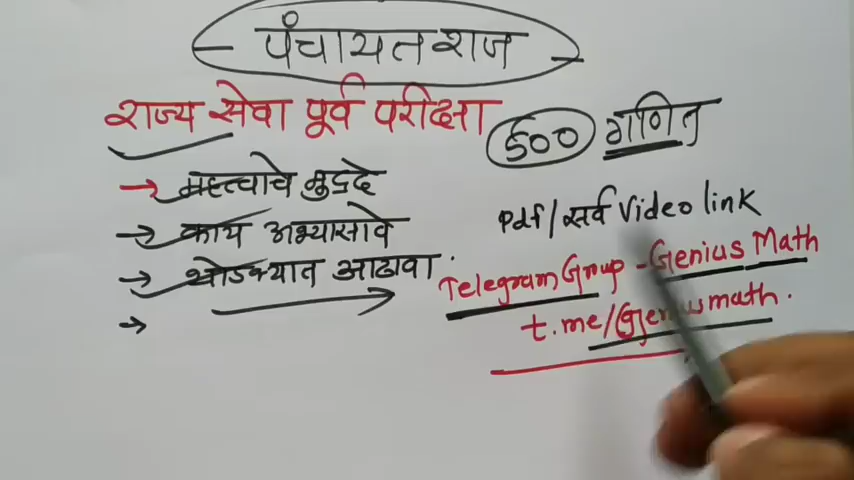 - पंचायतराज -
राज्य सेवा पूर्व परीक्षा
→ महत्त्वाचे मुद्दे
→ काय अभ्यासावे
→ थोडक्यात आढावा.
→
500 गणित
Pdf/सर्व Video link
Telegram Group - Genius Math
t.me/Geniusmath.